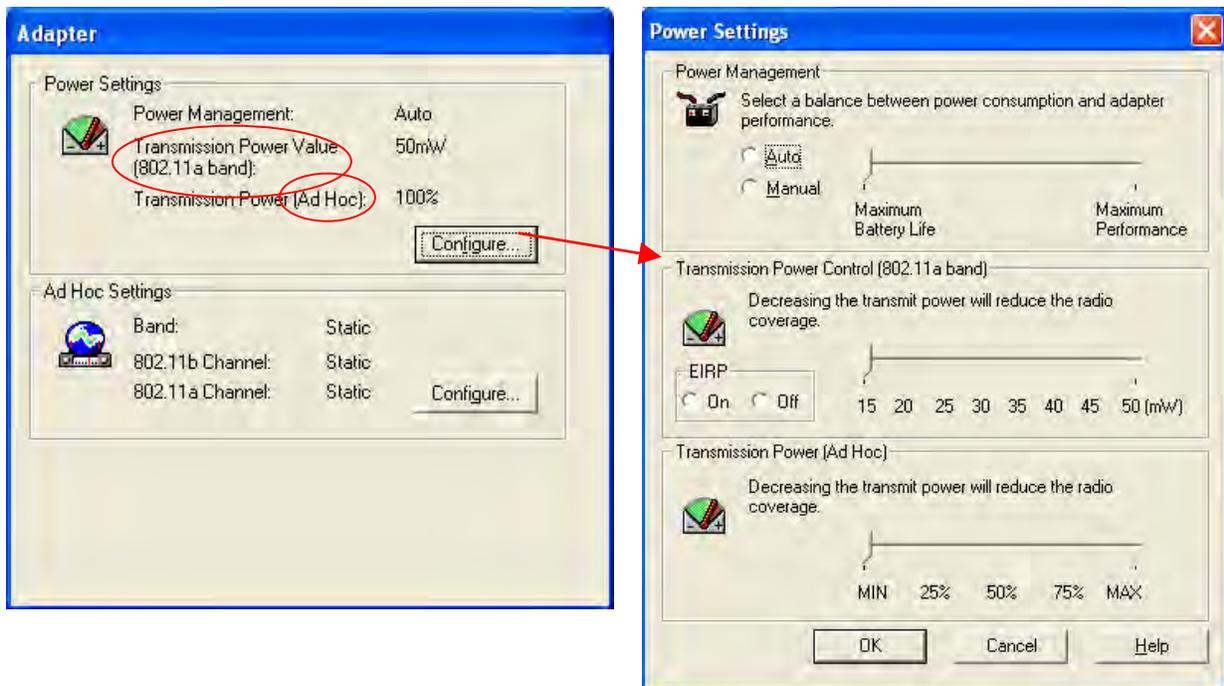 Adapter
Power Settings
Power Management: Auto
Transmission Power Value 50mW
(802.11a band):
Transmission Power (Ad Hoc): 100%
Configure...
Ad Hoc Settings
Band: Static
802.11b Channel: Static
802.11a Channel: Static
Configure...
Power Settings
Power Management
Select a balance between power consumption and adapter
performance.
Auto
Manual
Maximum
Battery Life
Maximum
Performance
Transmission Power Control (802.11a band)
Decreasing the transmit power will reduce the radio
coverage.
EIRP
On Off
15 20 25 30 35 40 45 50 (mW)
Transmission Power (Ad Hoc)
Decreasing the transmit power will reduce the radio
coverage.
MIN 25% 50% 75% MAX
OK Cancel Help